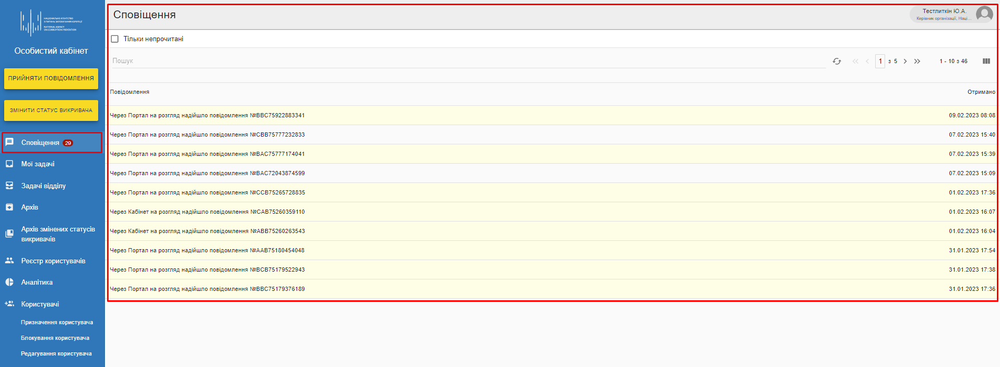 НАЦІОНАЛЬНЕ АГЕНТСТВО
З ПИТАНЬ ЗАПОБІГАННЯ КОРУПЦІЇ
NATIONAL AGENCY
ON CORRUPTION PREVENTION
Особистий кабінет
ПРИЙНЯТИ ПОВІДОМЛЕННЯ
ЗМІНИТИ СТАТУС ВИКРИВАЧА
Сповіщення 29
Мої задачі
Задачі відділу
Архів
Архів змінених статусів
викривачів
Реєстр користувачів
Аналітика
Користувачі
Призначення користувача
Блокування користувача
Редагування користувача
Сповіщення
Тестлиткін Ю.А.
Керівник організації, Наці...
Тільки непрочитані
Пошук
1 з 5
1 - 10 з 46
Повідомлення Отримано
Через Портал на розгляд надійшло повідомлення №BBC75922883341 09.02.2023 08:08
Через Портал на розгляд надійшло повідомлення №CBB75777232833 07.02.2023 15:40
Через Портал на розгляд надійшло повідомлення №BAC75777174041 07.02.2023 15:39
Через Портал на розгляд надійшло повідомлення №BAC72043874599 07.02.2023 15:09
Через Портал на розгляд надійшло повідомлення №CCB75265728835 01.02.2023 17:36
Через Кабінет на розгляд надійшло повідомлення №CAB75260359110 01.02.2023 16:07
Через Кабінет на розгляд надійшло повідомлення №ABB75260263543 01.02.2023 16:04
Через Портал на розгляд надійшло повідомлення №AAB75180454048 31.01.2023 17:54
Через Портал на розгляд надійшло повідомлення №BCB75179522943 31.01.2023 17:38
Через Портал на розгляд надійшло повідомлення №BBC75179376189 31.01.2023 17:36